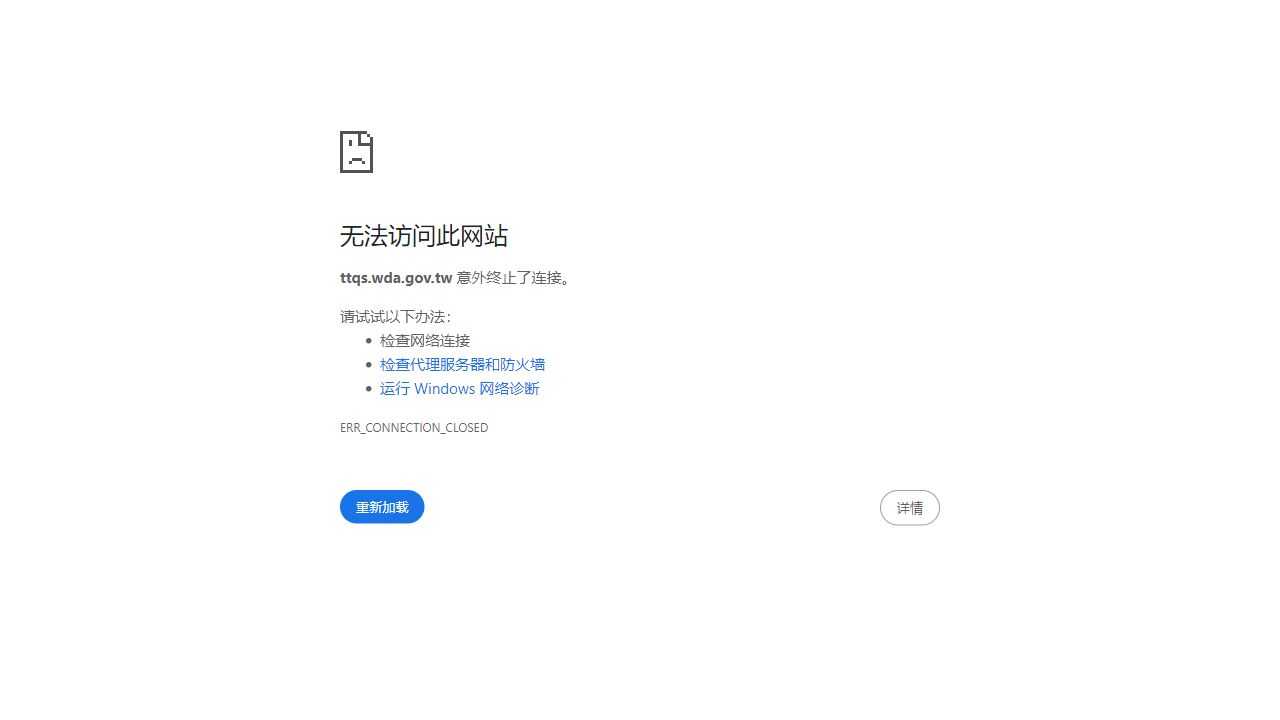 无法访问此网站
ttqs.wda.gov.tw 意外终止了连接。
请试试以下办法：
检查网络连接
检查代理服务器和防火墙
运行 Windows 网络诊断
ERR_CONNECTION_CLOSED
重新加载
详情